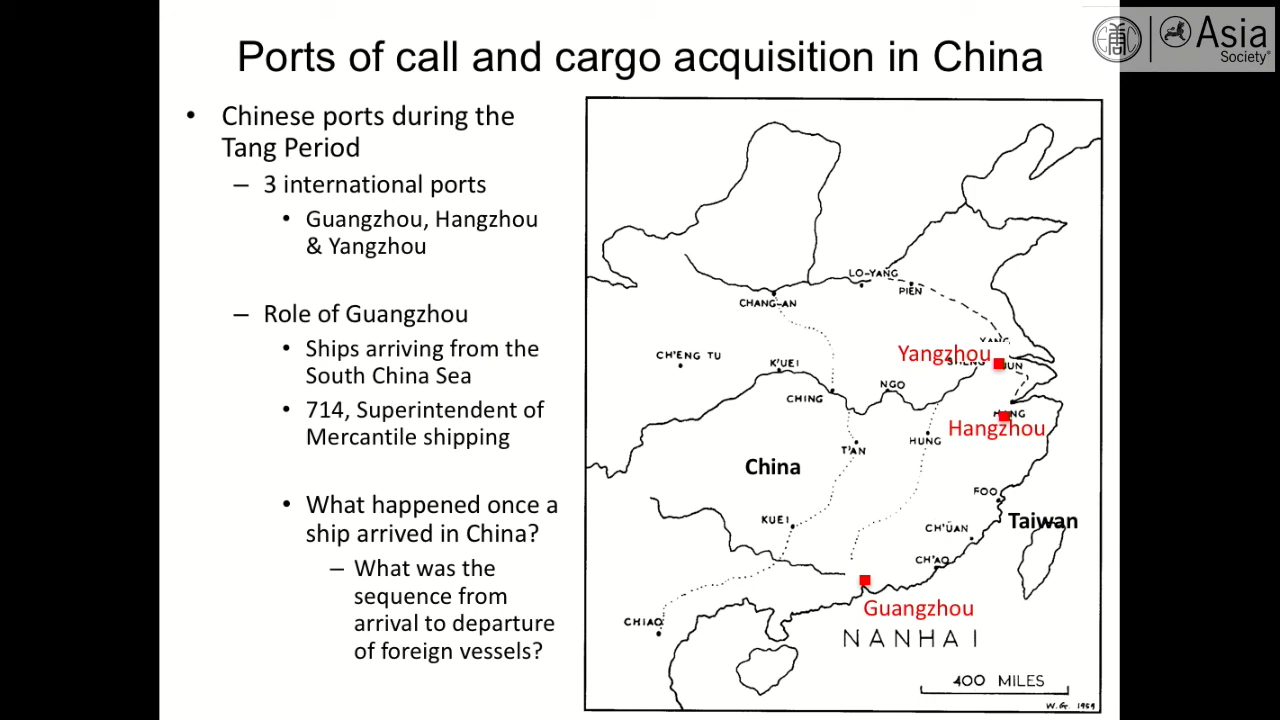 Asia
Society
Ports of call and cargo acquisition in China
• Chinese ports during the
Tang Period
– 3 international ports
• Guangzhou, Hangzhou
& Yangzhou
– Role of Guangzhou
• Ships arriving from the
South China Sea
• 714, Superintendent of
Mercantile shipping
• What happened once a
ship arrived in China?
– What was the
sequence from
arrival to departure
of foreign vessels?
LO-YANG
PIEN
CHANG-AN
Yangzhou
CH'ENG TU
K'UEI
NGO
CHING
Hangzhou
HUNG
T'AN
China
FOO
KUEI
CH'ÜAN
Taiwan
CH'AO
Guangzhou
CHIAO
NANHAI
400 MILES